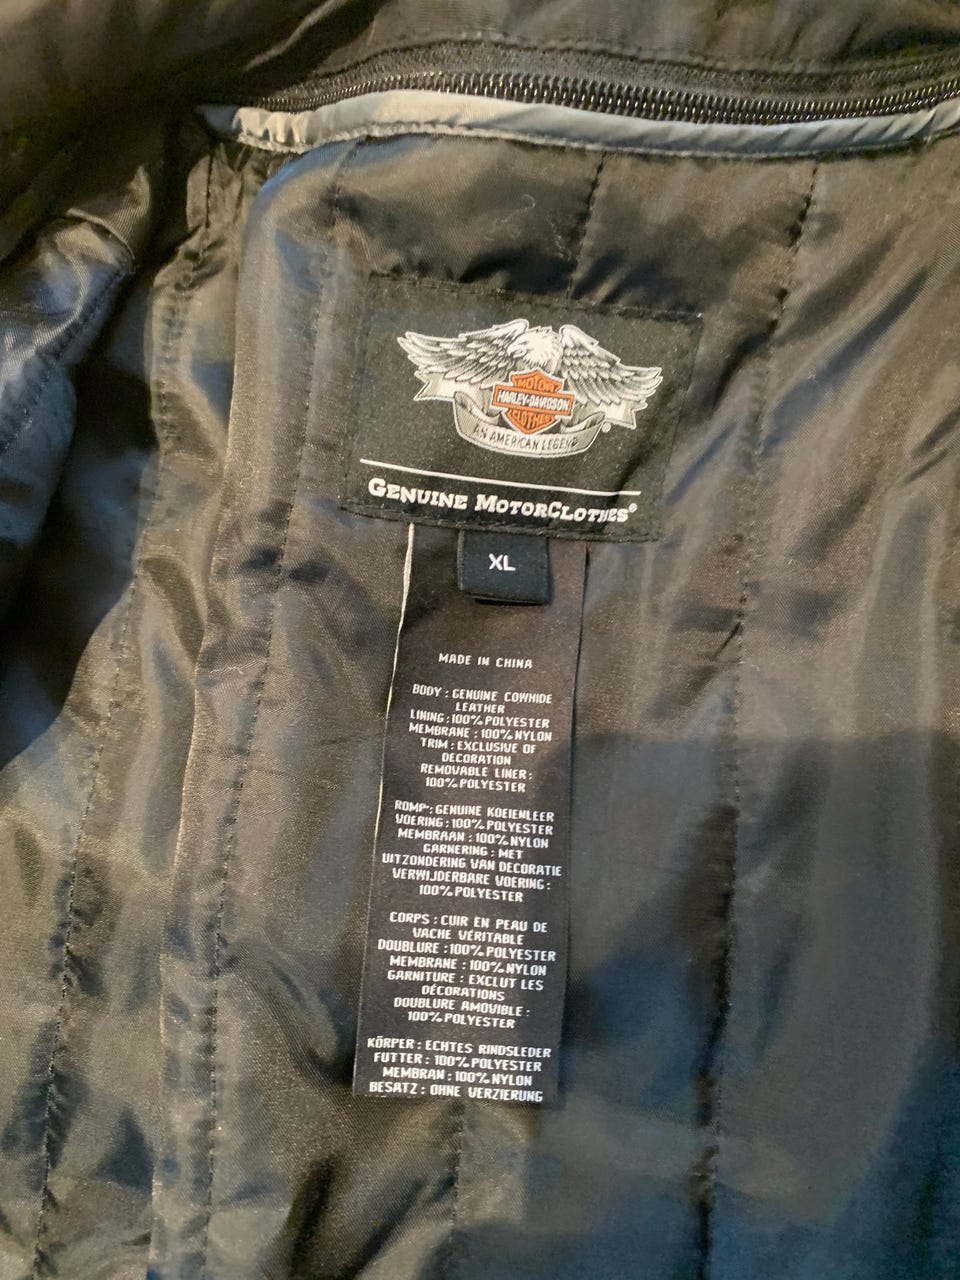 MOTOR
HARLEY-DAVIDSON
CLOTHES
AN AMERICAN LEGEND
®
GENUINE MOTORCLOTHES®
XL
MADE IN CHINA
BODY : GENUINE COWHIDE
LEATHER
LINING : 100% POLYESTER
MEMBRANE : 100% NYLON
TRIM : EXCLUSIVE OF
DECORATION
REMOVABLE LINER :
100% POLYESTER
ROMP : GENUINE KOEIENLEER
VOERING : 100% POLYESTER
MEMBRAAN : 100% NYLON
GARNERING : MET
UITZONDERING VAN DECORATIE
VERWIJDERBARE VOERING :
100% POLYESTER
CORPS : CUIR EN PEAU DE
VACHE VÉRITABLE
DOUBLURE : 100% POLYESTER
MEMBRANE : 100% NYLON
GARNITURE : EXCLUT LES
DÉCORATIONS
DOUBLURE AMOVIBLE :
100% POLYESTER
KÖRPER : ECHTES RINDSLEDER
FUTTER : 100% POLYESTER
MEMBRAN : 100% NYLON
BESATZ : OHNE VERZIERUNG